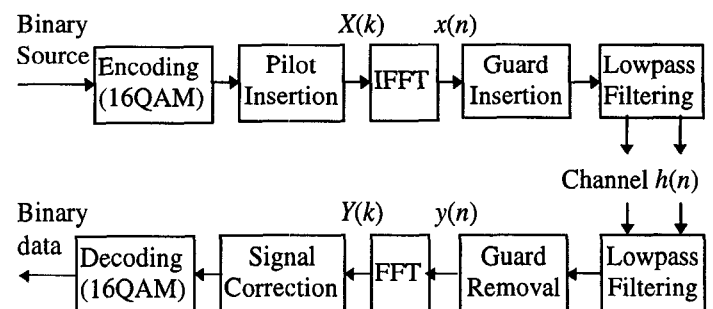 Binary
Source
Encoding
(16QAM)
Pilot
Insertion
X(k)
IFFT
x(n)
Guard
Insertion
Lowpass
Filtering
Channel h(n)
Binary
data
Decoding
(16QAM)
Signal
Correction
Y(k)
FFT
y(n)
Guard
Removal
Lowpass
Filtering